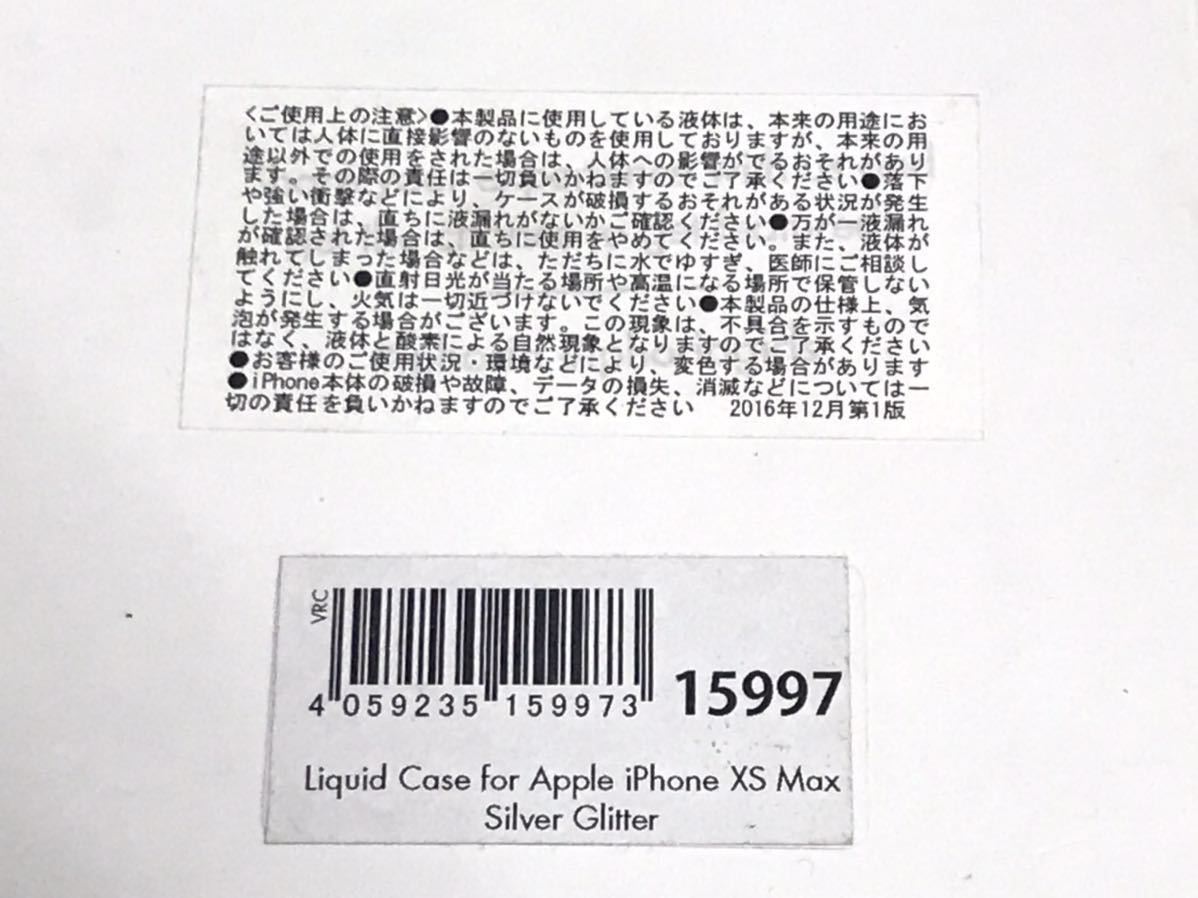 〈ご使用上の注意〉●本製品に使用している液体は、本来の用途にお
いては人体に直接影響のないものを使用しておりますが、本来の用
途以外での使用をされた場合は、人体への影響がでるおそれがあり
ます。その際の責任は一切負いかねますのでご了承ください●落下
や強い衝撃などにより、ケースが破損するおそれがある状況が発生
した場合は、直ちに液漏れがないかご確認ください●万が一液漏れ
が確認された場合は、直ちに使用をやめてください。また、液体が
触れてしまった場合などは、ただちに水でゆすぎ、医師にご相談し
てください●直射日光が当たる場所や高温になる場所で保管しない
ようにし、火気は一切近づけないでください●本製品の仕様上、気
泡が発生する場合がございます。この現象は、不具合を示すもので
はなく、液体と酸素による自然現象となりますのでご了承ください
●お客様のご使用状況・環境などにより、変色する場合があります
●iPhone本体の破損や故障、データの損失、消滅などについては一
切の責任を負いかねますのでご了承ください 2016年12月第1版
VRC
4 059235 159973
15997
Liquid Case for Apple iPhone XS Max
Silver Glitter